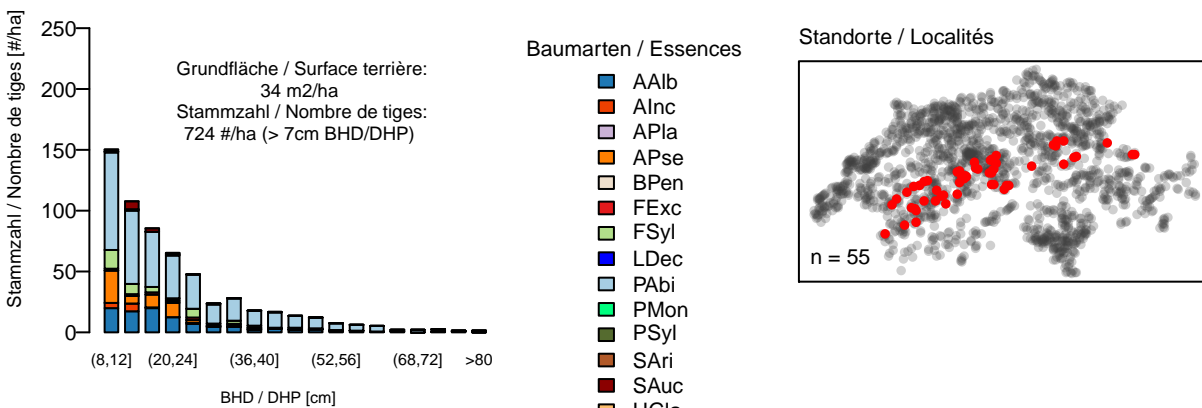 Stammzahl / Nombre de tiges [#/ha]
250
200
150
100
50
0
Grundfläche / Surface terrière:
34 m2/ha
Stammzahl / Nombre de tiges:
724 #/ha (> 7cm BHD/DHP)
(8,12]
(20,24]
(36,40]
(52,56]
(68,72]
>80
BHD / DHP [cm]
Baumarten / Essences
AAlb
AInc
APla
APse
BPen
FExc
FSyl
LDec
PAbi
PMon
PSyl
SAri
SAuc
Standorte / Localités
n = 55